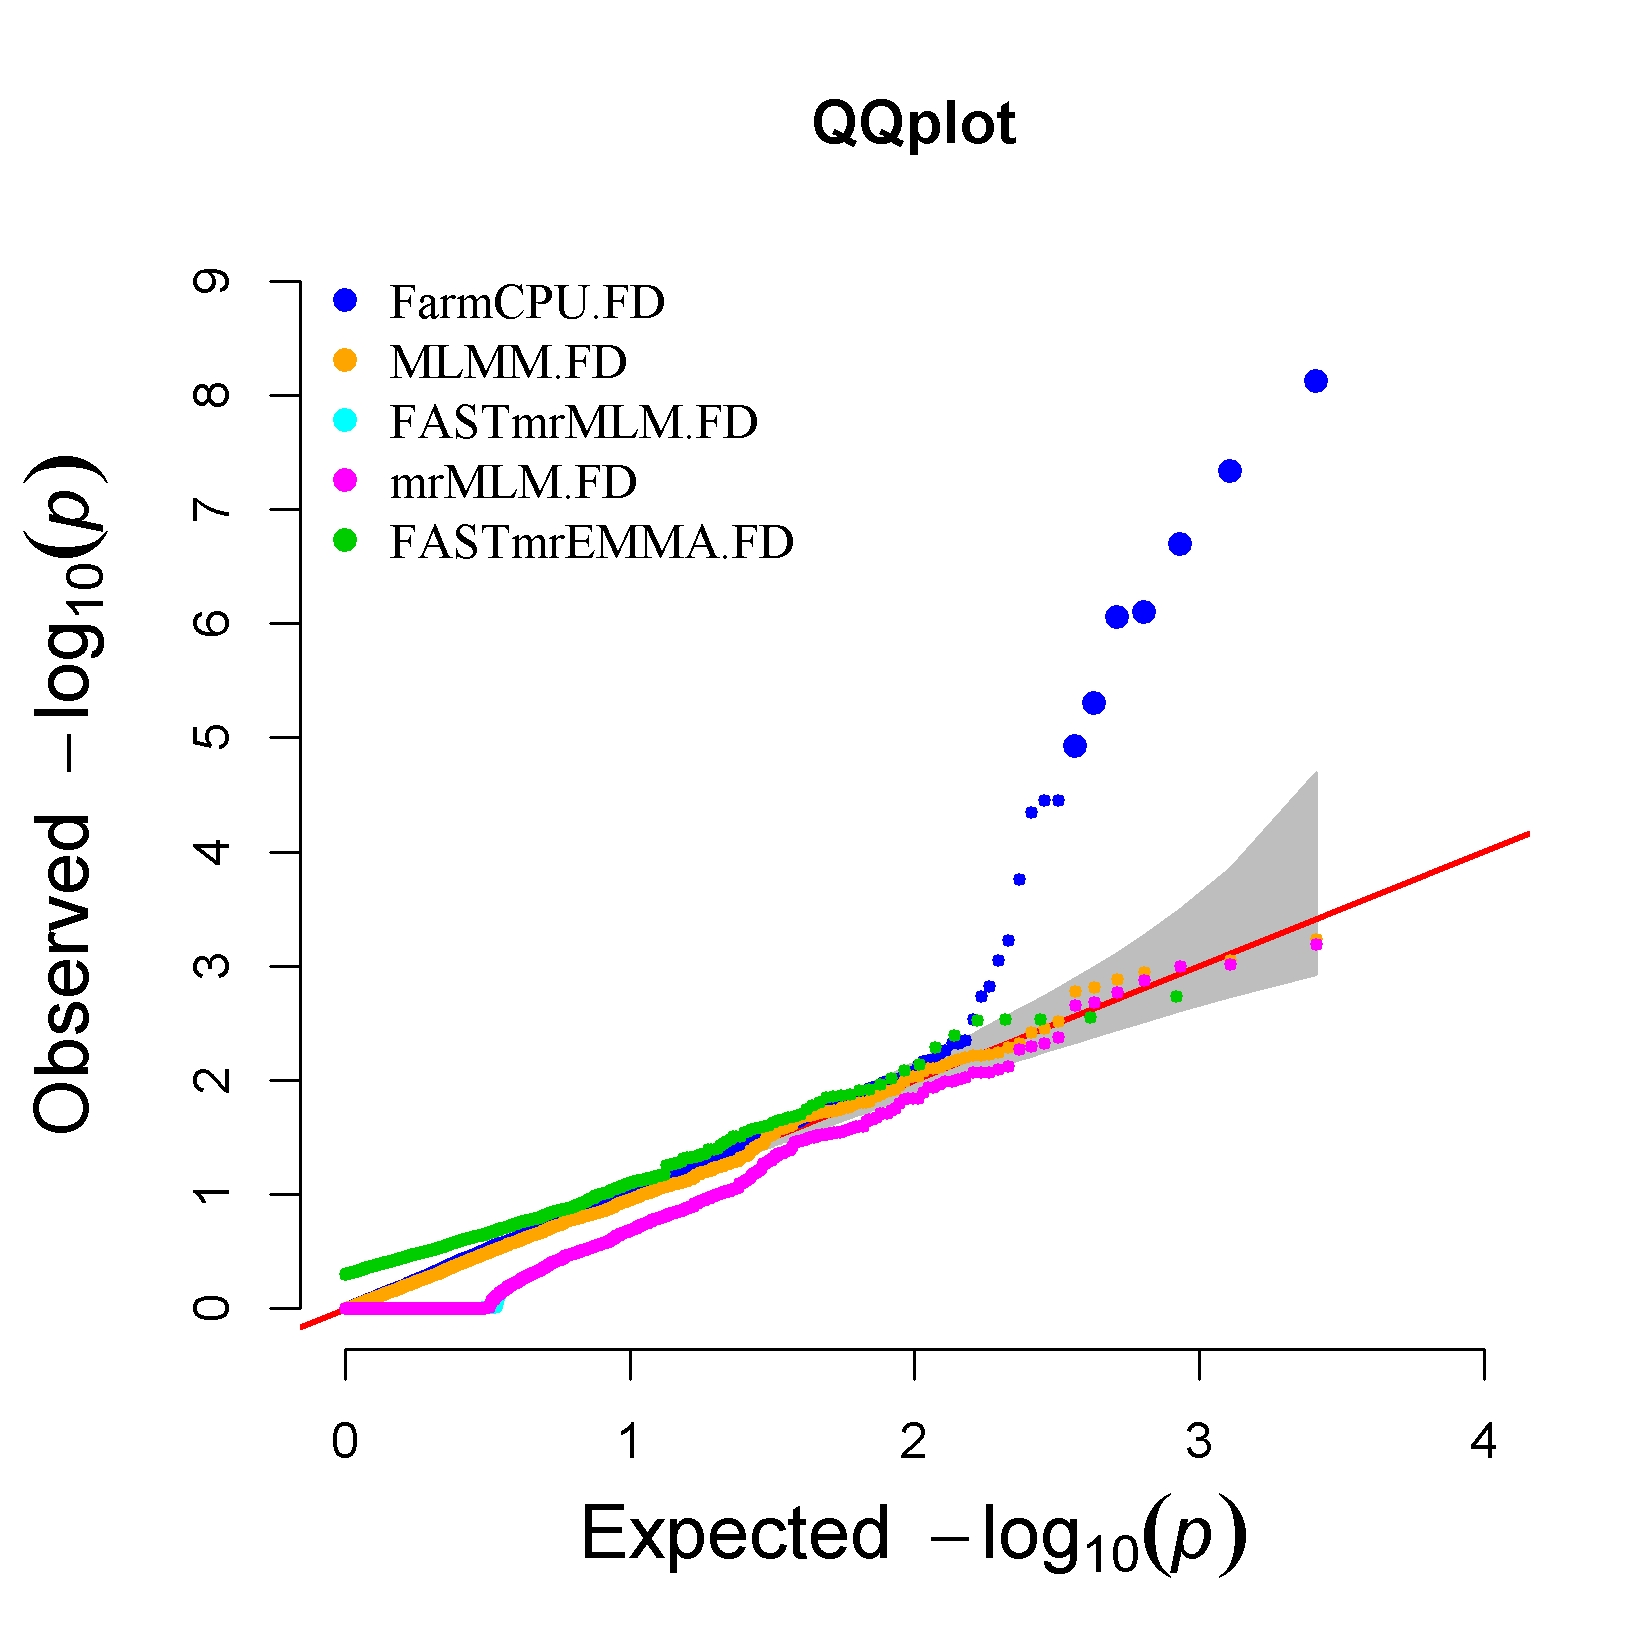 QQplot
Observed −log10(p)
9
8
7
6
5
4
3
2
1
0
FarmCPU.FD
MLMM.FD
FASTmrMLM.FD
mrMLM.FD
FASTmrEMMA.FD
0 1 2 3 4
Expected −log10(p)